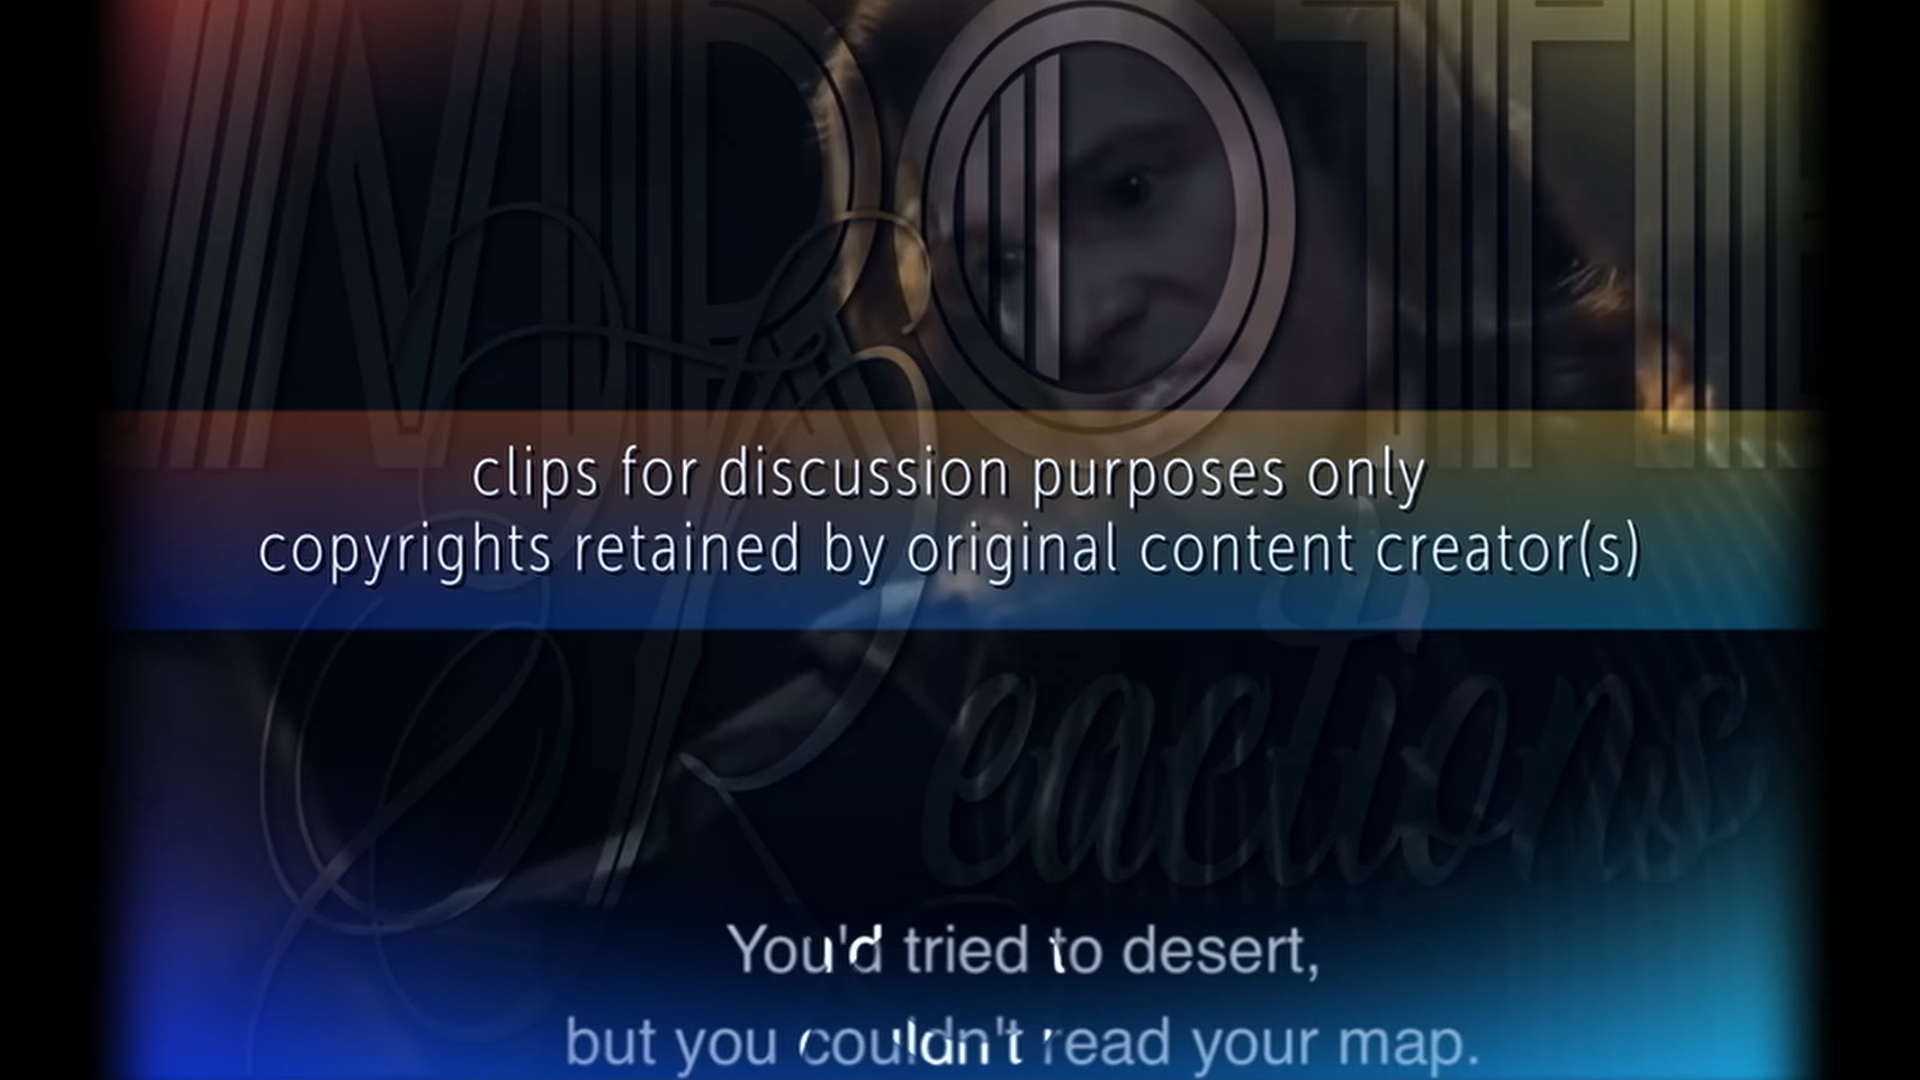 clips for discussion purposes only
copyrights retained by original content creator(s)
Reactions
You'd tried to desert,
but you couldn't read your map.